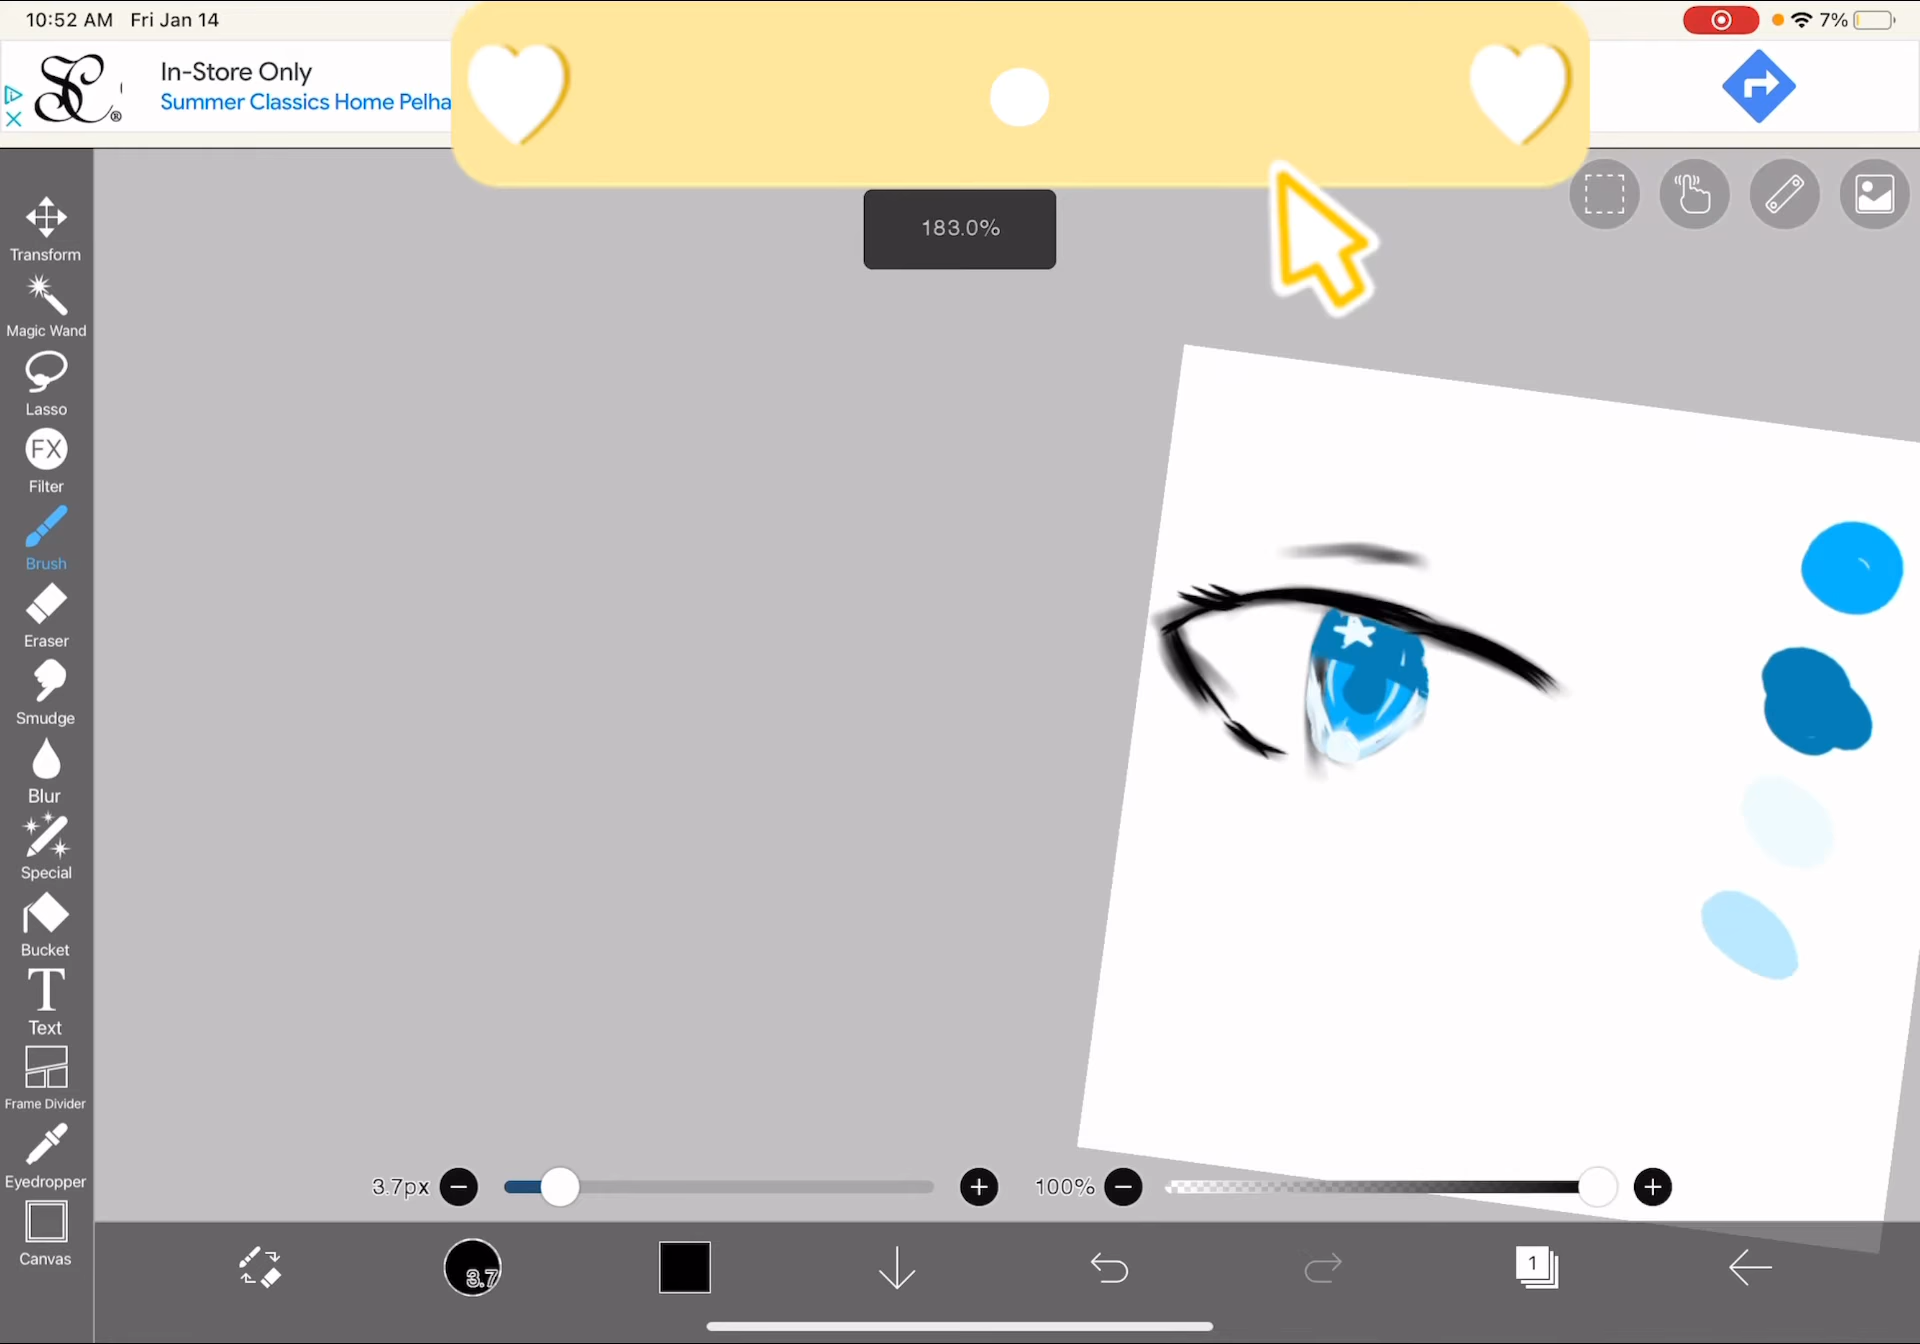 10:52 AM Fri Jan 14
7%
In-Store Only
Summer Classics Home Pelha
SC®
183.0%
Transform
Magic Wand
Lasso
FX
Filter
Brush
Eraser
Smudge
Blur
Special
Bucket
T
Text
Frame Divider
Eyedropper
Canvas
3.7px
100%
3.7
1